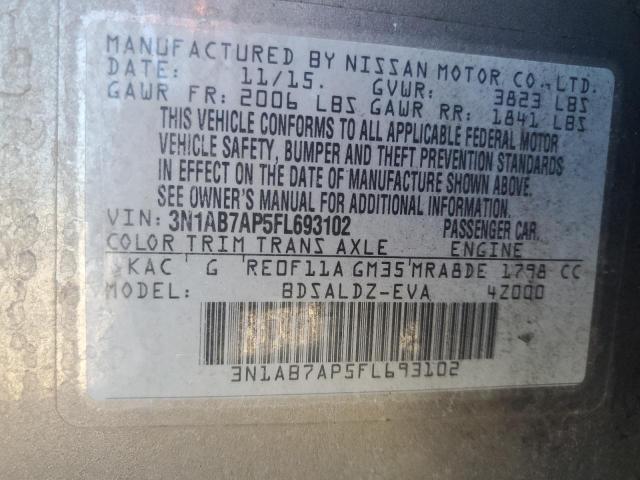 MANUFACTURED BY NISSAN MOTOR CO., LTD.
DATE: 11/15. GVWR: 3823 LBS
GAWR FR: 2006 LBS GAWR RR: 1841 LBS
THIS VEHICLE CONFORMS TO ALL APPLICABLE FEDERAL MOTOR
VEHICLE SAFETY, BUMPER AND THEFT PREVENTION STANDARDS
IN EFFECT ON THE DATE OF MANUFACTURE SHOWN ABOVE.
SEE OWNER'S MANUAL FOR ADDITIONAL INFORMATION.
VIN: 3N1AB7AP5FL693102 PASSENGER CAR.
COLOR TRIM TRANS AXLE ENGINE
KAC G RE0F11A GM35 MRA8DE 1798 CC
MODEL: BDSALDZ-EVA 4Z000
3N1AB7AP5FL693102